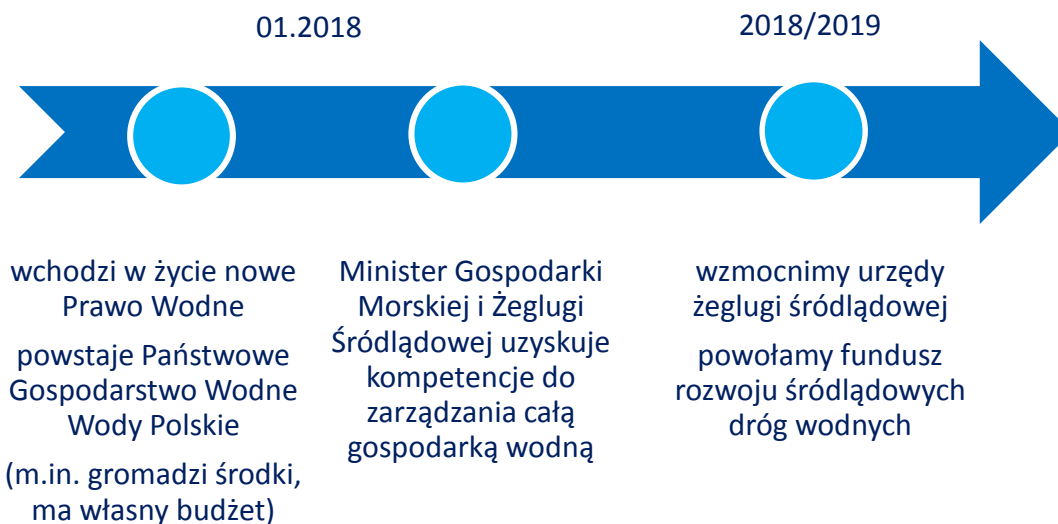 01.2018
2018/2019
wchodzi w życie nowe
Prawo Wodne
powstaje Państwowe
Gospodarstwo Wodne
Wody Polskie
(m.in. gromadzi środki,
ma własny budżet)
Minister Gospodarki
Morskiej i Żeglugi
Śródlądowej uzyskuje
kompetencje do
zarządzania całą
gospodarką wodną
wzmocnimy urzędy
żeglugi śródlądowej
powołamy fundusz
rozwoju śródlądowych
dróg wodnych